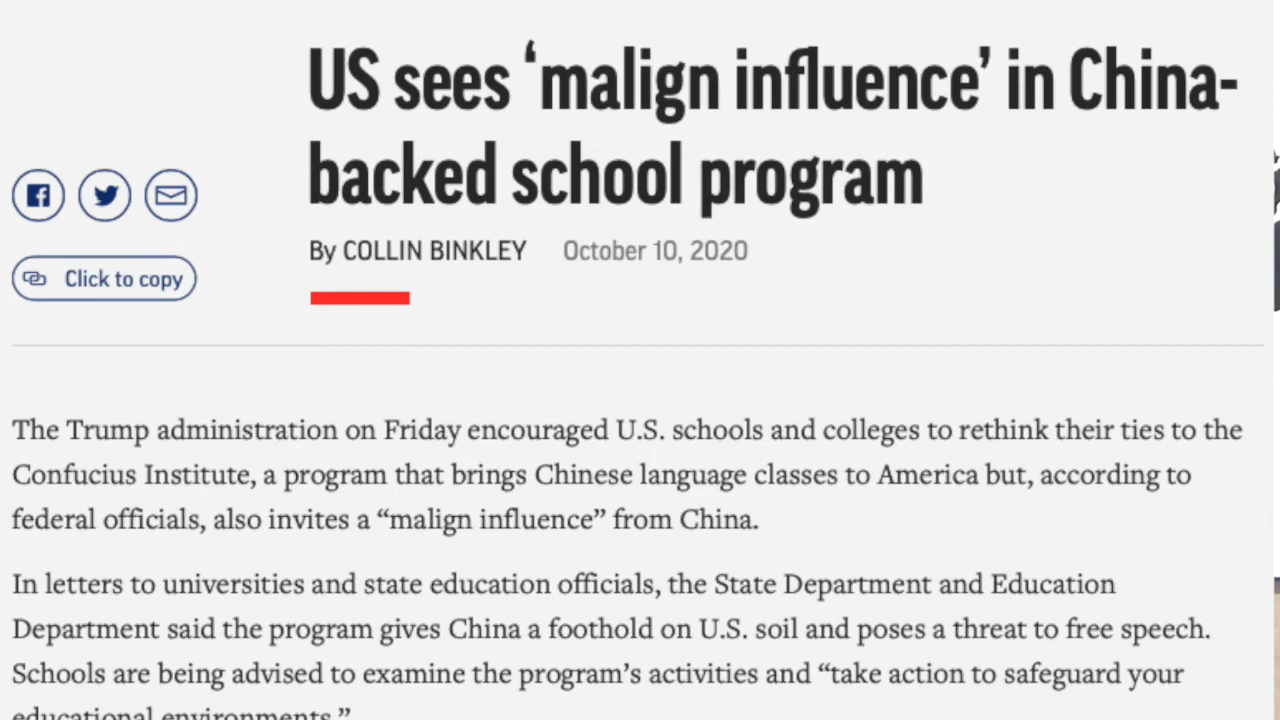 US sees ‘malign influence’ in China-
backed school program
By COLLIN BINKLEY October 10, 2020
Click to copy
The Trump administration on Friday encouraged U.S. schools and colleges to rethink their ties to the
Confucius Institute, a program that brings Chinese language classes to America but, according to
federal officials, also invites a “malign influence” from China.
In letters to universities and state education officials, the State Department and Education
Department said the program gives China a foothold on U.S. soil and poses a threat to free speech.
Schools are being advised to examine the program’s activities and “take action to safeguard your
educational environments.”